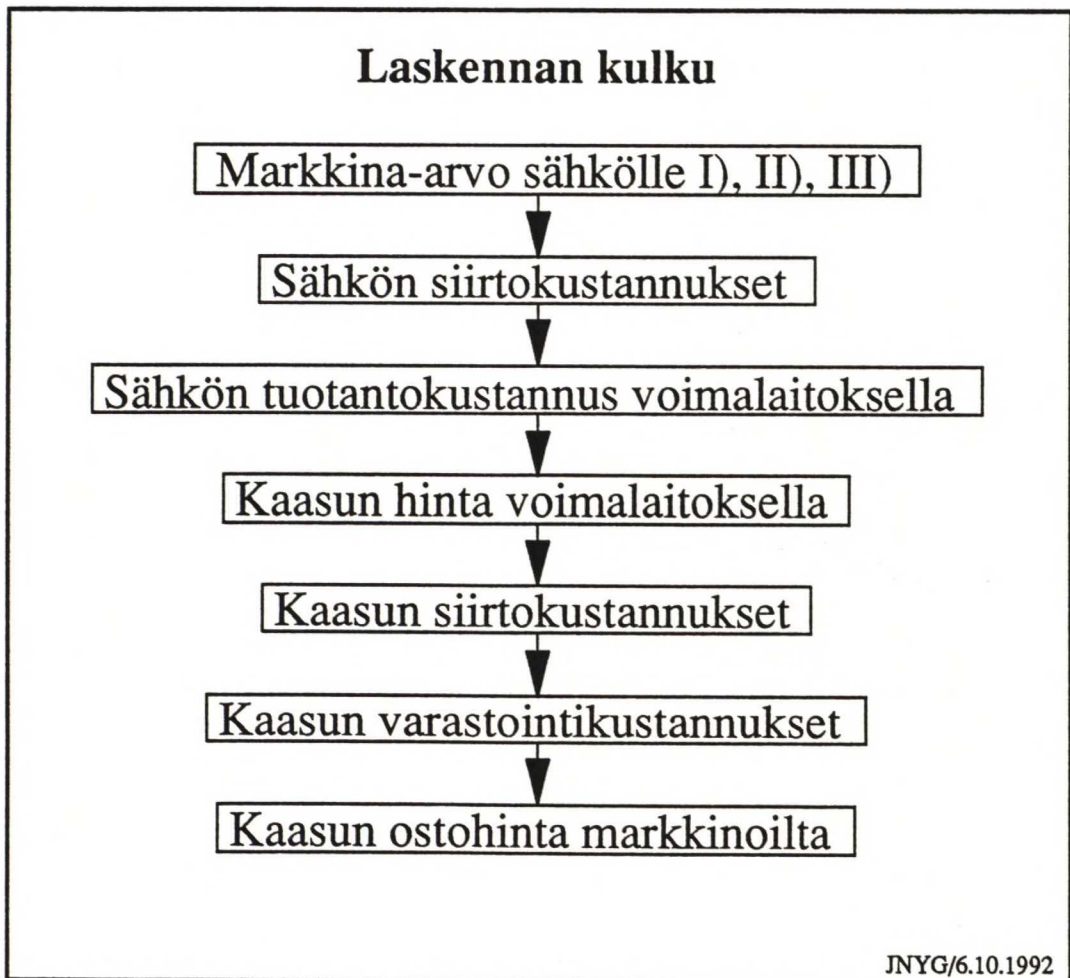 Laskennan kulku
Markkina-arvo sähkölle I), II), III)
Sähkön siirtokustannukset
Sähkön tuotantokustannus voimalaitoksella
Kaasun hinta voimalaitoksella
Kaasun siirtokustannukset
Kaasun varastointikustannukset
Kaasun ostohinta markkinoilta
JNYG/6.10.1992